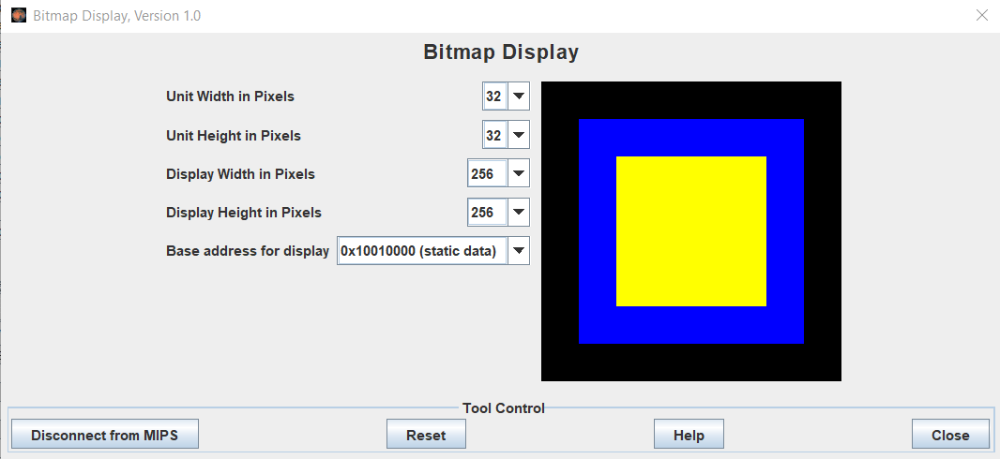 Bitmap Display, Version 1.0
Bitmap Display
Unit Width in Pixels 32
Unit Height in Pixels 32
Display Width in Pixels 256
Display Height in Pixels 256
Base address for display 0x10010000 (static data)
Tool Control
Disconnect from MIPS Reset Help Close